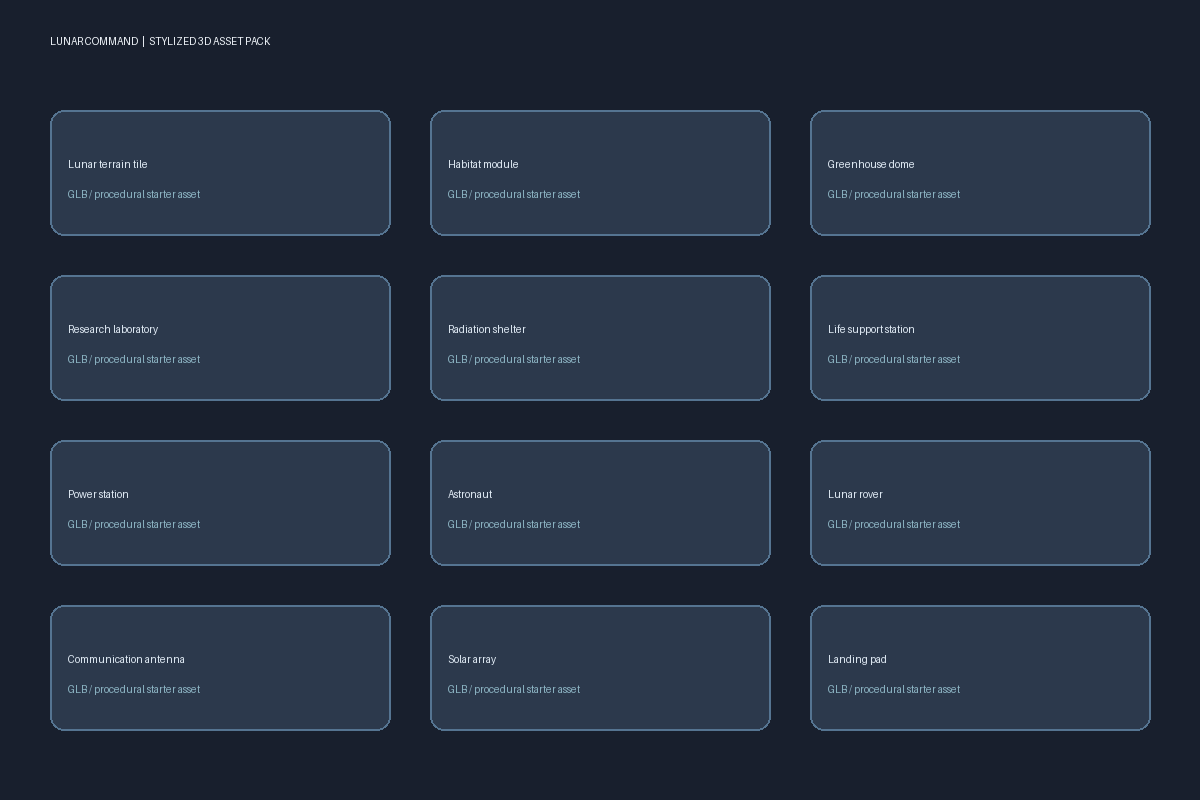 LUNAR COMMAND | STYLIZED 3D ASSET PACK
Lunar terrain tile
GLB / procedural starter asset
Habitat module
GLB / procedural starter asset
Greenhouse dome
GLB / procedural starter asset
Research laboratory
GLB / procedural starter asset
Radiation shelter
GLB / procedural starter asset
Life support station
GLB / procedural starter asset
Power station
GLB / procedural starter asset
Astronaut
GLB / procedural starter asset
Lunar rover
GLB / procedural starter asset
Communication antenna
GLB / procedural starter asset
Solar array
GLB / procedural starter asset
Landing pad
GLB / procedural starter asset